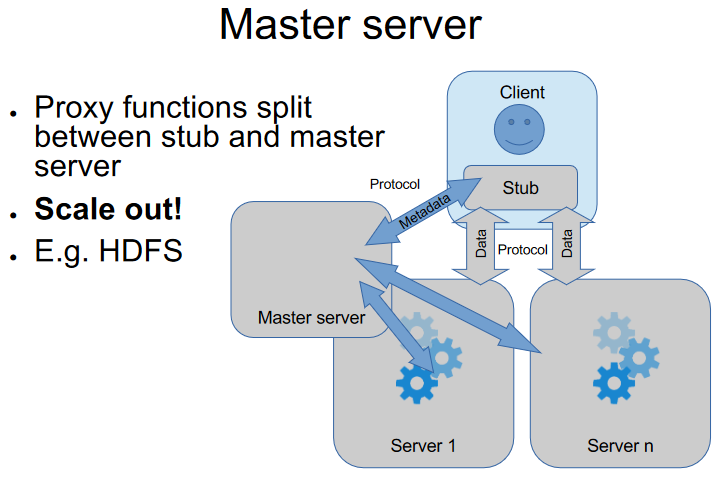 Master server
• Proxy functions split
between stub and master
server
• Scale out!
• E.g. HDFS
Client
Stub
Protocol
Metadata
Data
Protocol
Data
Master server
Server 1
Server n